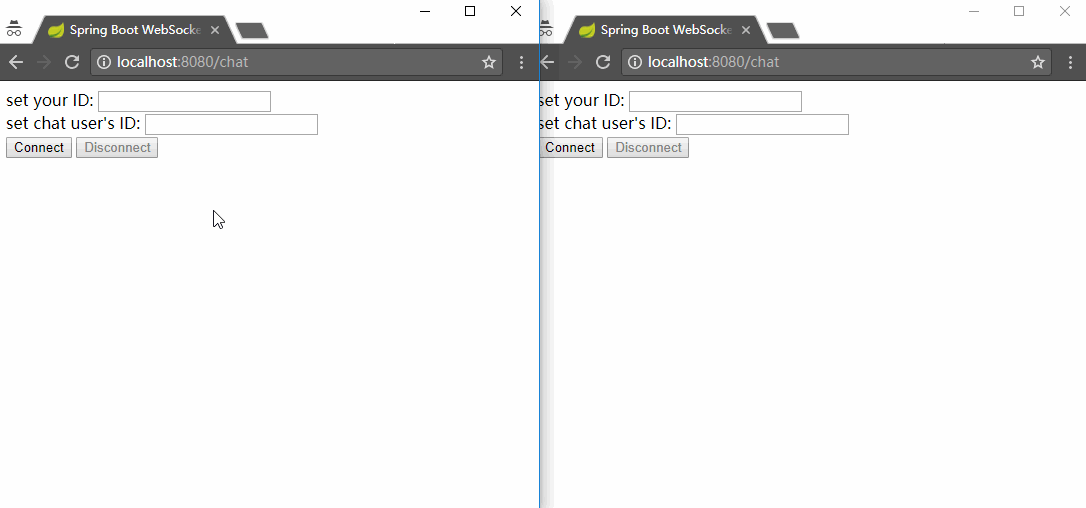 Spring Boot WebSocke
localhost:8080/chat
set your ID:
set chat user's ID:
Connect Disconnect
Spring Boot WebSocke
localhost:8080/chat
set your ID:
set chat user's ID:
Connect Disconnect